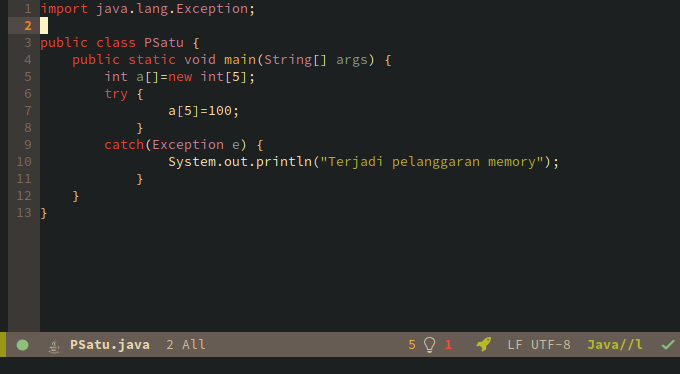 1 import java.lang.Exception;
2
3 public class PSatu {
4     public static void main(String[] args) {
5         int a[]=new int[5];
6         try {
7                 a[5]=100;
8             }
9         catch(Exception e) {
10                 System.out.println("Terjadi pelanggaran memory");
11             }
12     }
13 }
PSatu.java 2 All 5 1 LF UTF-8 Java//l